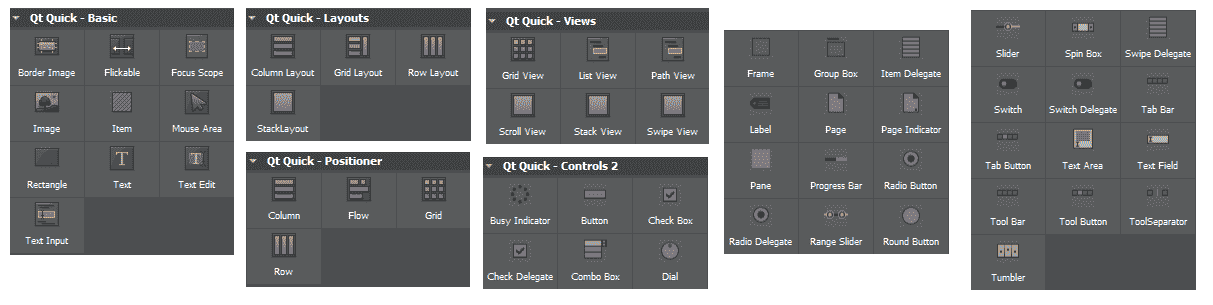 Qt Quick - Basic
Border Image Flickable Focus Scope
Image Item Mouse Area
Rectangle Text Text Edit
Text Input
Qt Quick - Layouts
Column Layout Grid Layout Row Layout
StackLayout
Qt Quick - Positioner
Column Flow Grid
Row
Qt Quick - Views
Grid View List View Path View
Scroll View Stack View Swipe View
Qt Quick - Controls 2
Busy Indicator Button Check Box
Check Delegate Combo Box Dial
Frame Group Box Item Delegate
Label Page Page Indicator
Pane Progress Bar Radio Button
Radio Delegate Range Slider Round Button
Slider Spin Box Swipe Delegate
Switch Switch Delegate Tab Bar
Tab Button Text Area Text Field
Tool Bar Tool Button ToolSeparator
Tumbler